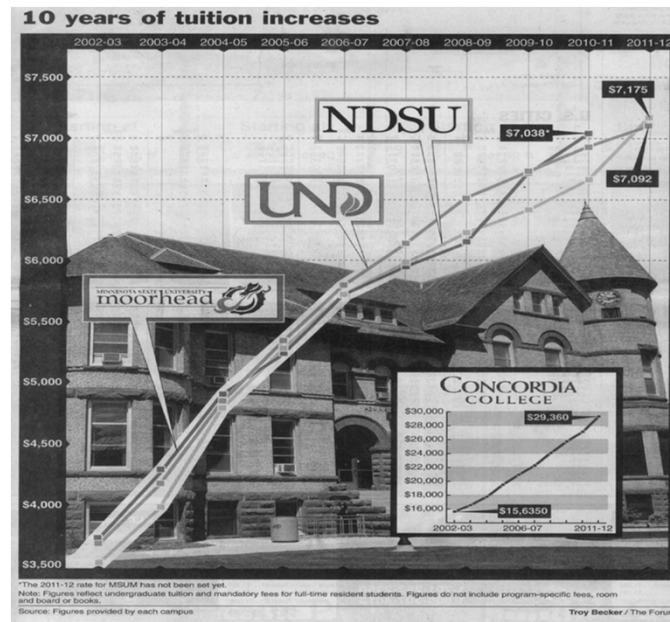 10 years of tuition increases
2002-03 2003-04 2004-05 2005-06 2006-07 2007-08 2008-09 2009-10 2010-11 2011-12
$7,500
$7,175
$7,000
$7,038*
NDSU
$7,092
$6,500
UND
$6,000
MINNESOTA STATE UNIVERSITY
moorhead
$5,500
$5,000
$4,500
$4,000
$3,500
CONCORDIA
COLLEGE
$30,000
$29,360
$28,000
$26,000
$24,000
$22,000
$20,000
$18,000
$16,000
$15,6350
2002-03 2006-07 2011-12
*The 2011-12 rate for MSUM has not been set yet.
Note: Figures reflect undergraduate tuition and mandatory fees for full-time resident students. Figures do not include program-specific fees, room
and board or books.
Source: Figures provided by each campus
Troy Becker / The Forum